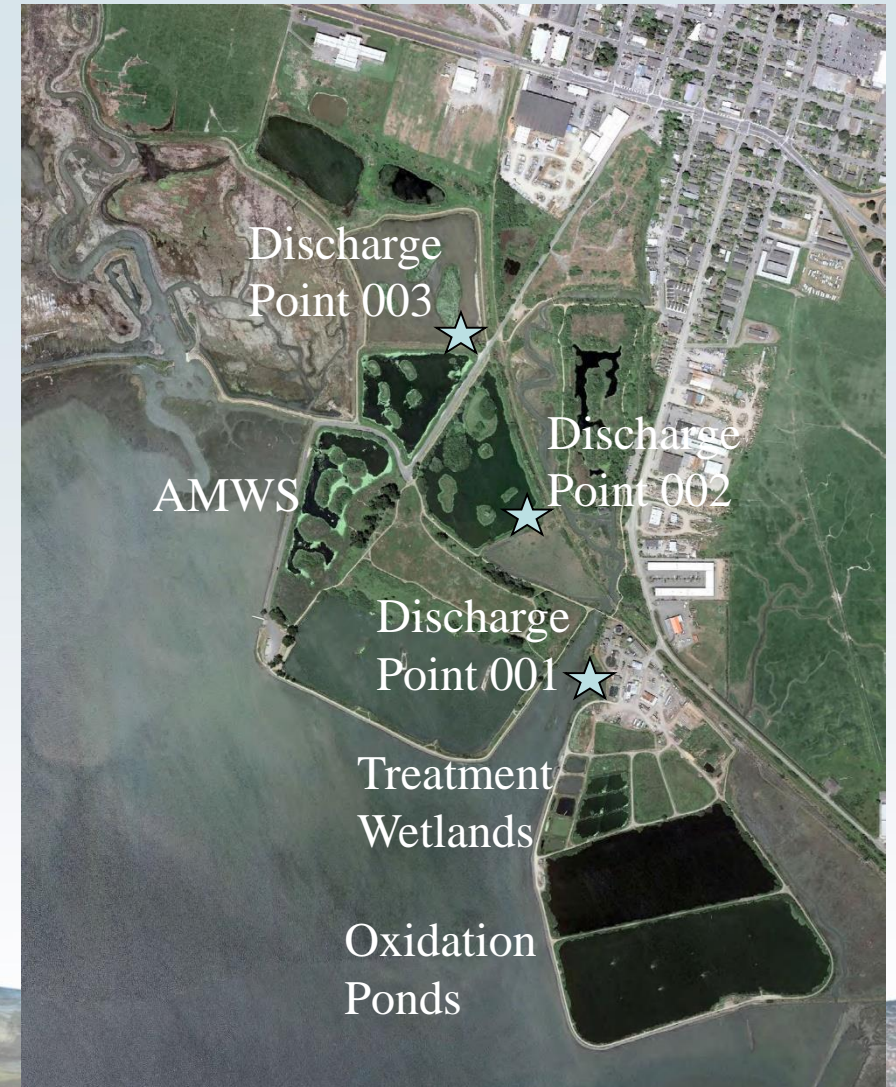 Discharge
Point 003
Discharge
Point 002
AMWS
Discharge
Point 001
Treatment
Wetlands
Oxidation
Ponds